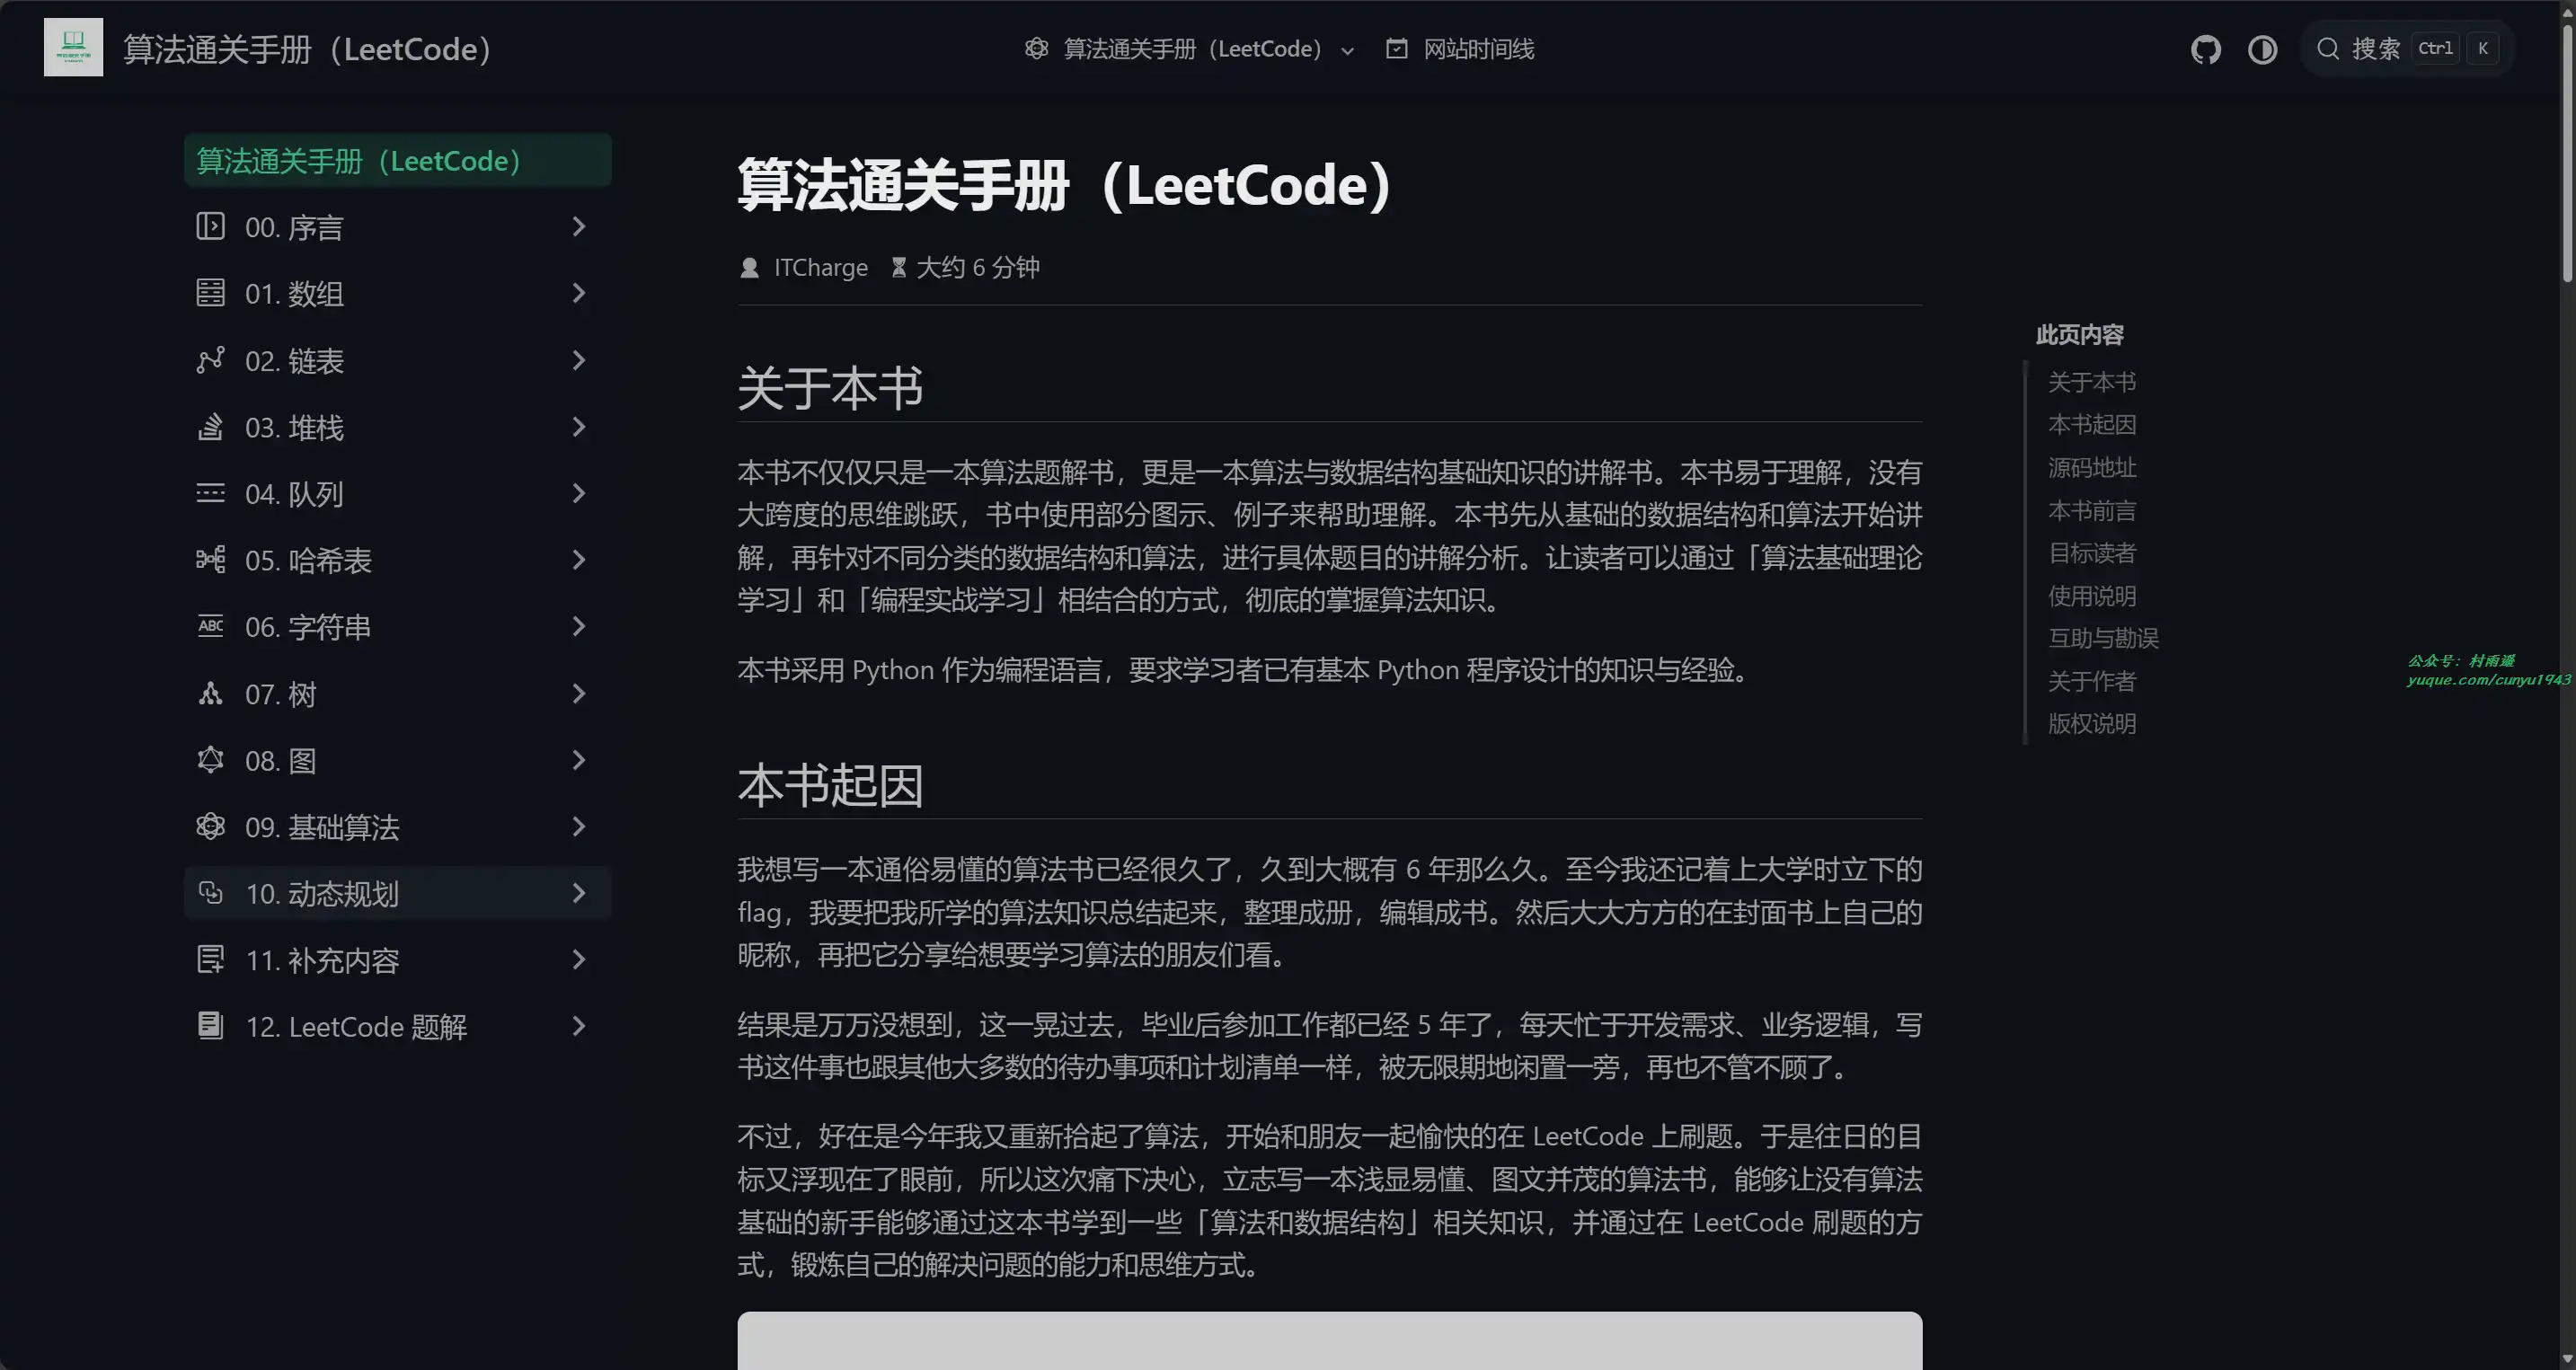 算法通关手册（LeetCode）
算法通关手册（LeetCode）
网站时间线
搜索 Ctrl K
算法通关手册（LeetCode）
00. 序言
01. 数组
02. 链表
03. 堆栈
04. 队列
05. 哈希表
ABC 06. 字符串
07. 树
08. 图
09. 基础算法
10. 动态规划
11. 补充内容
12. LeetCode 题解
算法通关手册（LeetCode）
ITCharge 大约 6 分钟
关于本书
本书不仅仅只是一本算法题解书，更是一本算法与数据结构基础知识的讲解书。本书易于理解，没有
大跨度的思维跳跃，书中使用部分图示、例子来帮助理解。本书先从基础的数据结构和算法开始讲
解，再针对不同分类的数据结构和算法，进行具体题目的讲解分析。让读者可以通过「算法基础理论
学习」和「编程实战学习」相结合的方式，彻底的掌握算法知识。
本书采用 Python 作为编程语言，要求学习者已有基本 Python 程序设计的知识与经验。
本书起因
我想写一本通俗易懂的算法书已经很久了，久到大概有 6 年那么久。至今我还记着上大学时立下的
flag，我要把我所学的算法知识总结起来，整理成册，编辑成书。然后大大方方的在封面书上自己的
昵称，再把它分享给想要学习算法的朋友们看。
结果是万万没想到，这一晃过去，毕业后参加工作都已经 5 年了，每天忙于开发需求、业务逻辑，写
书这件事也跟其他大多数的待办事项和计划清单一样，被无限期地闲置一旁，再也不管不顾了。
不过，好在是今年我又重新拾起了算法，开始和朋友一起愉快的在 LeetCode 上刷题。于是往日的目
标又浮现在了眼前，所以这次痛下决心，立志写一本浅显易懂、图文并茂的算法书，能够让没有算法
基础的新手能够通过这本书学到一些「算法和数据结构」相关知识，并通过在 LeetCode 刷题的方
式，锻炼自己的解决问题的能力和思维方式。
此页内容
关于本书
本书起因
源码地址
本书前言
目标读者
使用说明
互助与勘误
关于作者
版权说明
公众号：村雨遥
yuque.com/cunyu1943